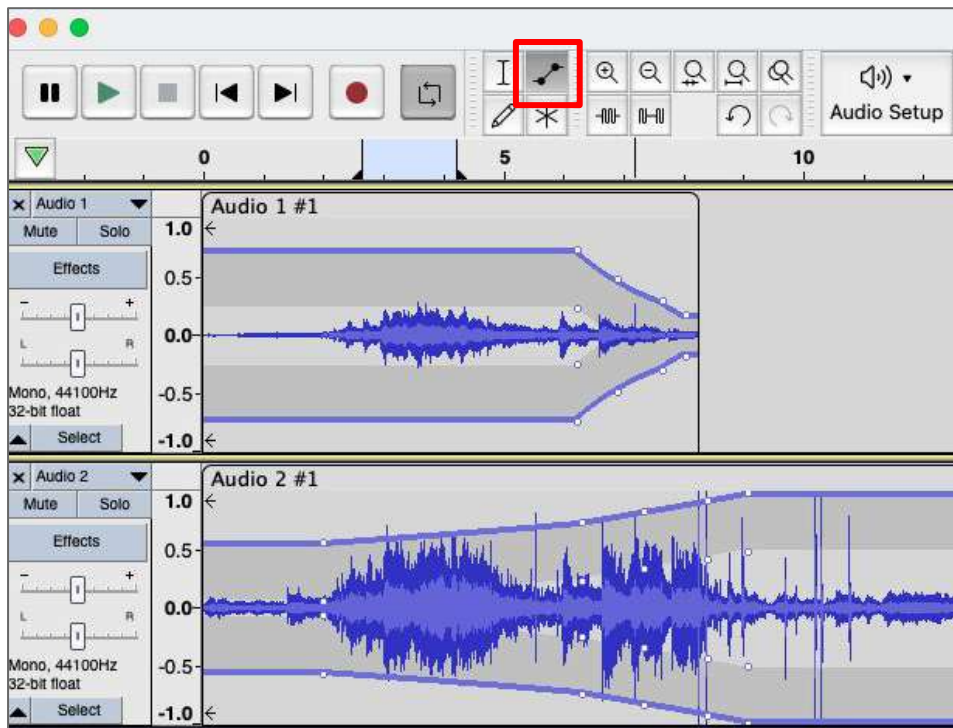 Audio Setup
0 5 10
Audio 1
Mute Solo
Effects
- +
L R
Mono, 44100Hz
32-bit float
Select
Audio 1 #1
1.0
0.5
0.0
-0.5
-1.0
Audio 2
Mute Solo
Effects
- +
L R
Mono, 44100Hz
32-bit float
Select
Audio 2 #1
1.0
0.5
0.0
-0.5
-1.0